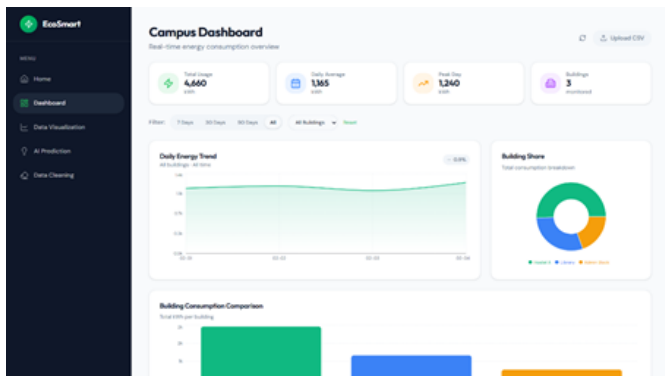 EcoSmart
MENU
Home
Dashboard
Data Visualization
AI Prediction
Data Cleaning
Campus Dashboard
Real-time energy consumption overview
Upload CSV
Total Usage
4,660
kWh
Daily Average
1,165
kWh
Peak Day
1,240
kWh
Buildings
3
monitored
Filter: 7 Days 30 Days 90 Days All All Buildings Reset
Daily Energy Trend
All buildings · All time
0.9%
Building Share
Total consumption breakdown
Library
Building Consumption Comparison
Total kWh per building